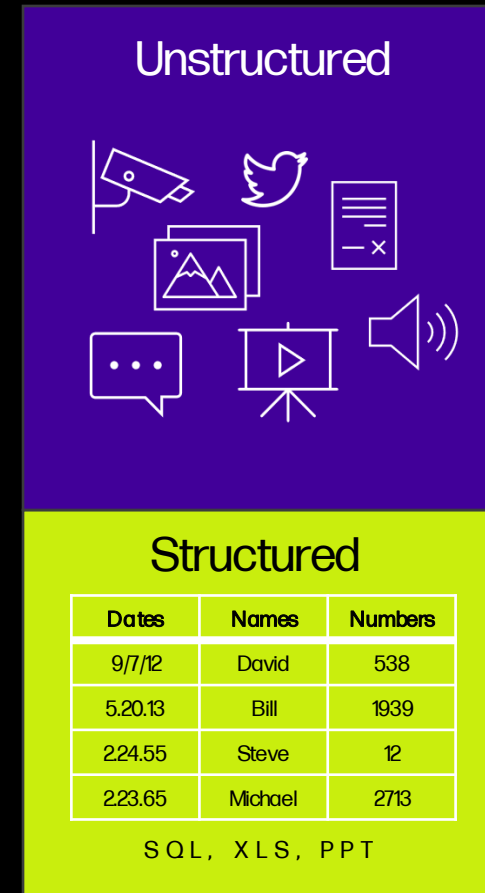 Unstructured
Structured
Dates Names Numbers
9/7/12 David 538
5.20.13 Bill 1939
2.24.55 Steve 12
2.23.65 Michael 2713
SQL, XLS, PPT